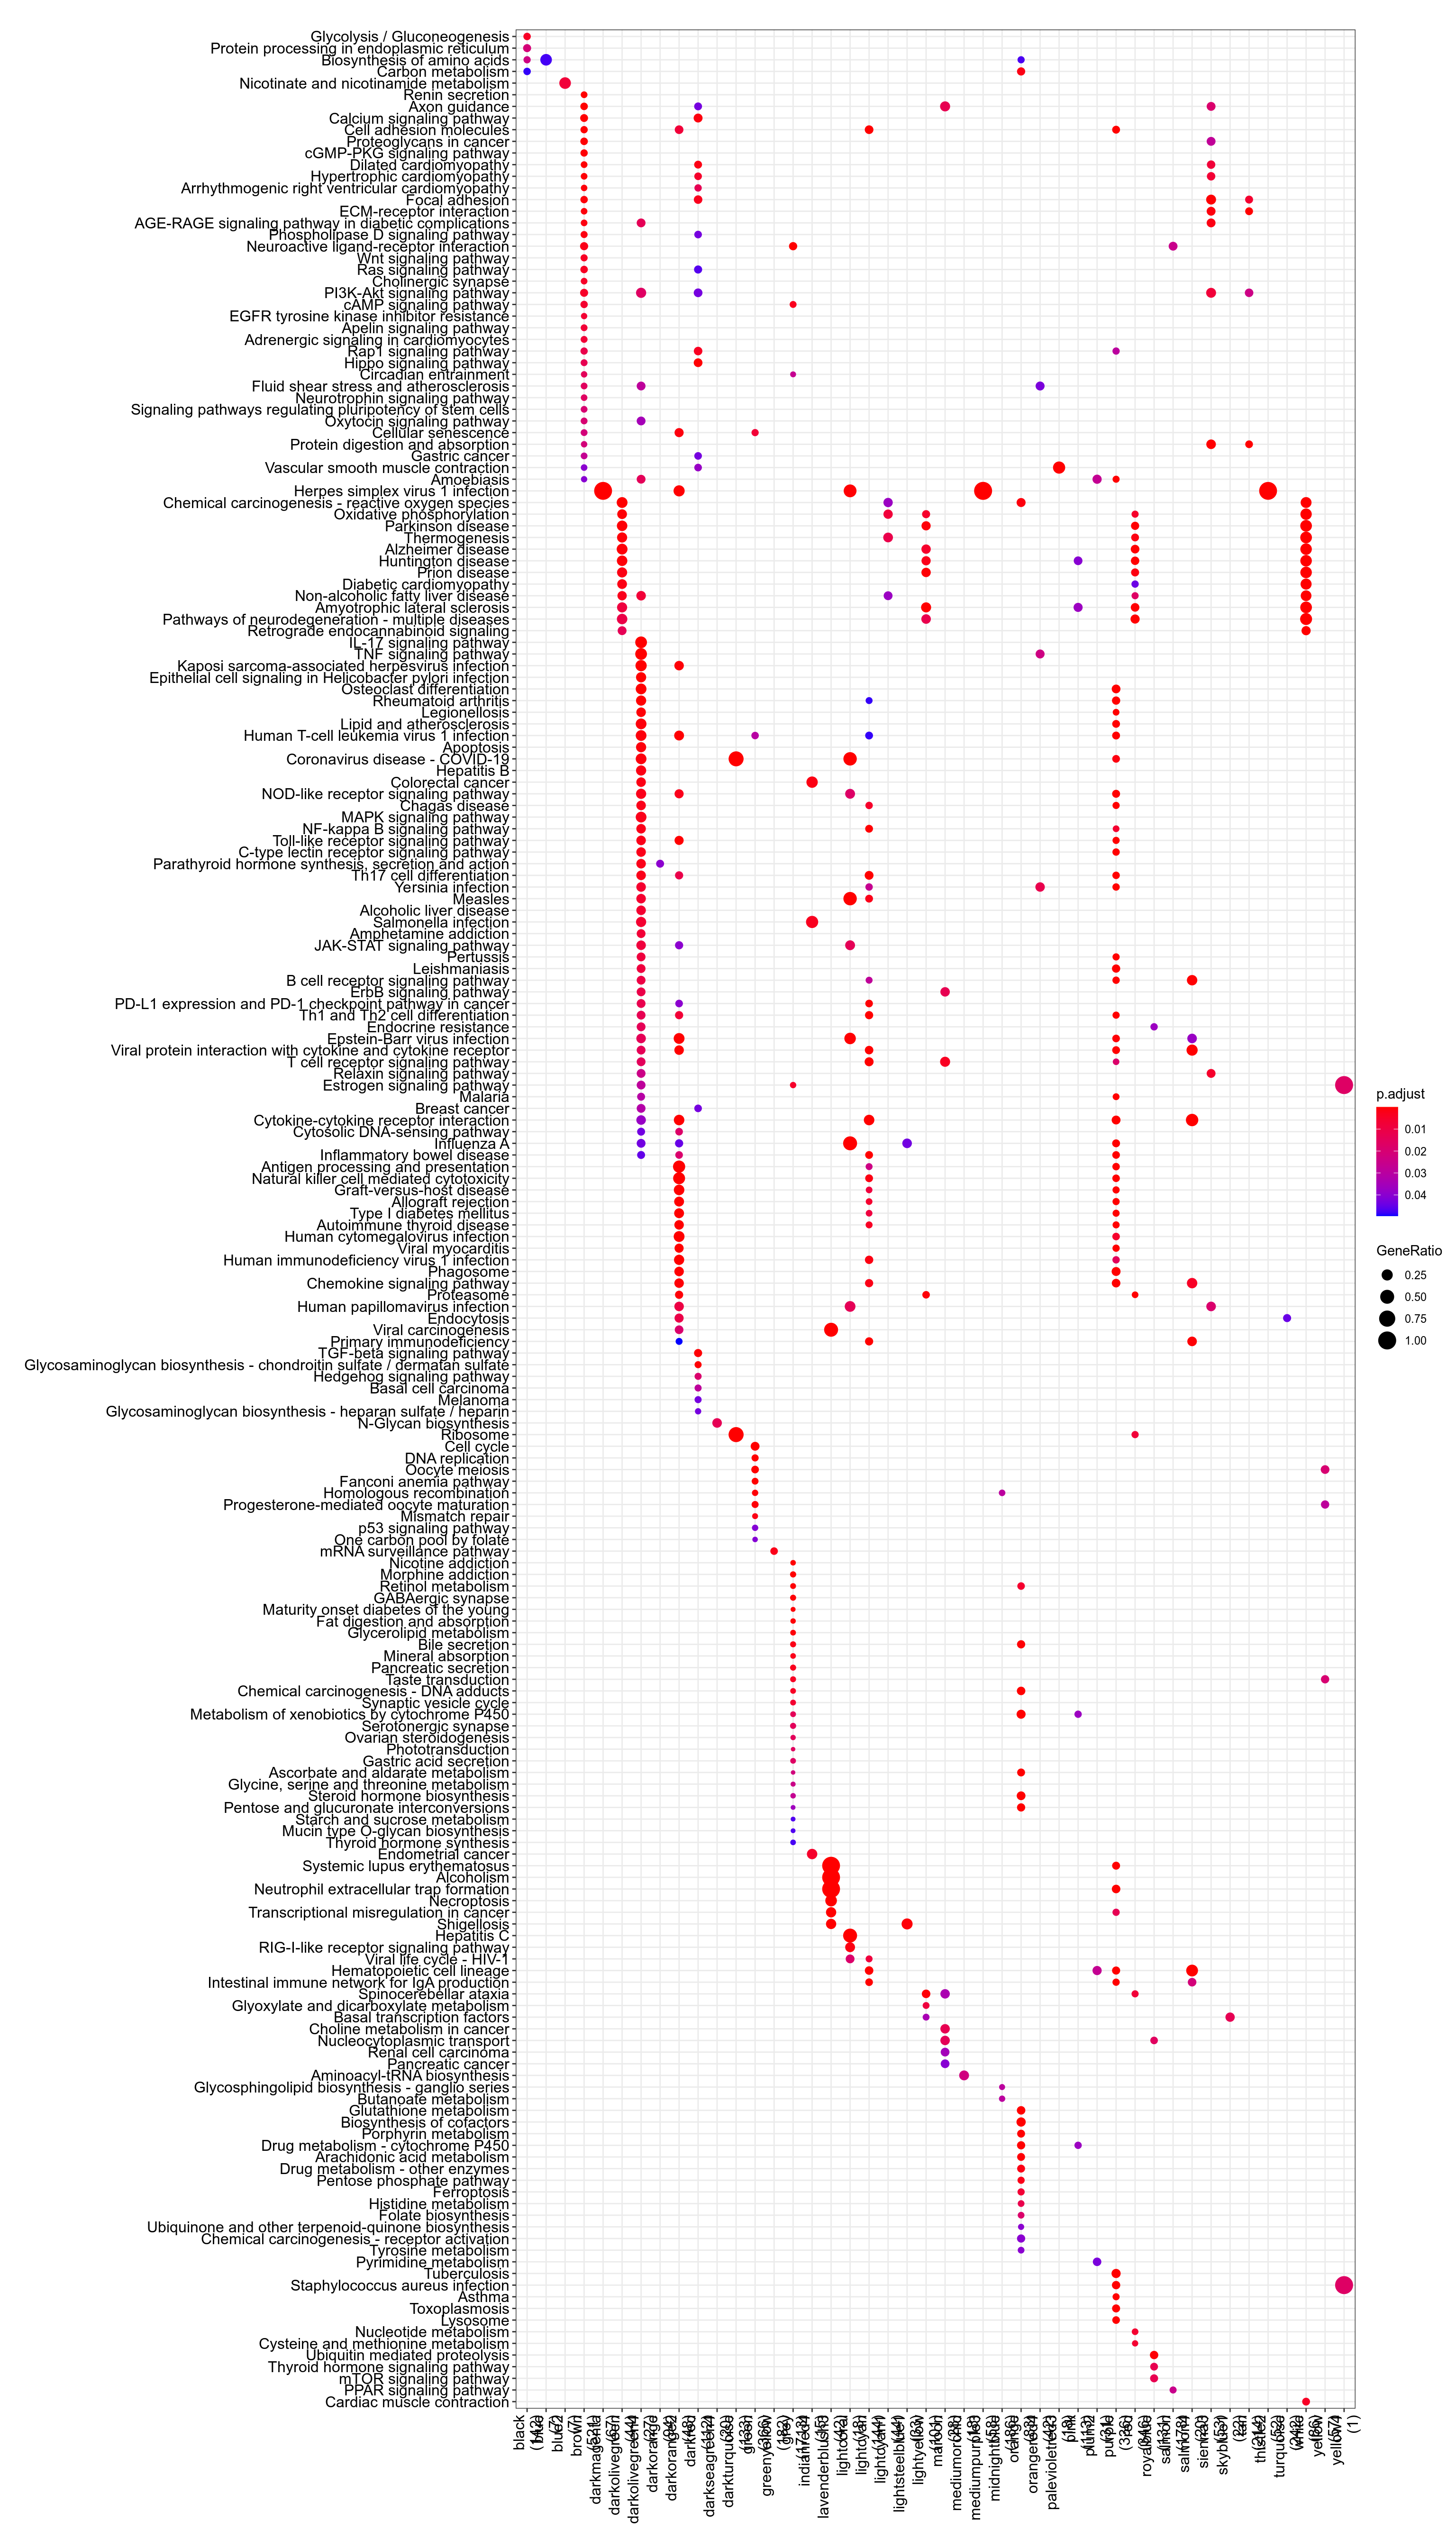 Glycolysis / Gluconeogenesis
Protein processing in endoplasmic reticulum
Biosynthesis of amino acids
Carbon metabolism
Nicotinate and nicotinamide metabolism
Renin secretion
Axon guidance
Calcium signaling pathway
Cell adhesion molecules
Proteoglycans in cancer
cGMP-PKG signaling pathway
Dilated cardiomyopathy
Hypertrophic cardiomyopathy
Arrhythmogenic right ventricular cardiomyopathy
Focal adhesion
ECM-receptor interaction
AGE-RAGE signaling pathway in diabetic complications
Phospholipase D signaling pathway
Neuroactive ligand-receptor interaction
Wnt signaling pathway
Ras signaling pathway
Cholinergic synapse
PI3K-Akt signaling pathway
cAMP signaling pathway
EGFR tyrosine kinase inhibitor resistance
Apelin signaling pathway
Adrenergic signaling in cardiomyocytes
Rap1 signaling pathway
Hippo signaling pathway
Circadian entrainment
Fluid shear stress and atherosclerosis
Neurotrophin signaling pathway
Signaling pathways regulating pluripotency of stem cells
Oxytocin signaling pathway
Cellular senescence
Protein digestion and absorption
Gastric cancer
Vascular smooth muscle contraction
Amoebiasis
Herpes simplex virus 1 infection
Chemical carcinogenesis - reactive oxygen species
Oxidative phosphorylation
Parkinson disease
Thermogenesis
Alzheimer disease
Huntington disease
Prion disease
Diabetic cardiomyopathy
Non-alcoholic fatty liver disease
Amyotrophic lateral sclerosis
Pathways of neurodegeneration - multiple diseases
Retrograde endocannabinoid signaling
IL-17 signaling pathway
TNF signaling pathway
Kaposi sarcoma-associated herpesvirus infection
Epithelial cell signaling in Helicobacter pylori infection
Osteoclast differentiation
Rheumatoid arthritis
Legionellosis
Lipid and atherosclerosis
Human T-cell leukemia virus 1 infection
Apoptosis
Coronavirus disease - COVID-19
Hepatitis B
Colorectal cancer
NOD-like receptor signaling pathway
Chagas disease
MAPK signaling pathway
NF-kappa B signaling pathway
Toll-like receptor signaling pathway
C-type lectin receptor signaling pathway
Parathyroid hormone synthesis, secretion and action
Th17 cell differentiation
Yersinia infection
Measles
Alcoholic liver disease
Salmonella infection
Amphetamine addiction
JAK-STAT signaling pathway
Pertussis
Leishmaniasis
B cell receptor signaling pathway
ErbB signaling pathway
PD-L1 expression and PD-1 checkpoint pathway in cancer
Th1 and Th2 cell differentiation
Endocrine resistance
Epstein-Barr virus infection
Viral protein interaction with cytokine and cytokine receptor
T cell receptor signaling pathway
Relaxin signaling pathway
Estrogen signaling pathway
Malaria
Breast cancer
Cytokine-cytokine receptor interaction
Cytosolic DNA-sensing pathway
Influenza A
Inflammatory bowel disease
Antigen processing and presentation
Natural killer cell mediated cytotoxicity
Graft-versus-host disease
Allograft rejection
Type I diabetes mellitus
Autoimmune thyroid disease
Human cytomegalovirus infection
Viral myocarditis
Human immunodeficiency virus 1 infection
Phagosome
Chemokine signaling pathway
Proteasome
Human papillomavirus infection
Endocytosis
Viral carcinogenesis
Primary immunodeficiency
TGF-beta signaling pathway
Glycosaminoglycan biosynthesis - chondroitin sulfate / dermatan sulfate
Hedgehog signaling pathway
Basal cell carcinoma
Melanoma
Glycosaminoglycan biosynthesis - heparan sulfate / heparin
N-Glycan biosynthesis
Ribosome
Cell cycle
DNA replication
Oocyte meiosis
Fanconi anemia pathway
Homologous recombination
Progesterone-mediated oocyte maturation
Mismatch repair
p53 signaling pathway
One carbon pool by folate
mRNA surveillance pathway
Nicotine addiction
Morphine addiction
Retinol metabolism
GABAergic synapse
Maturity onset diabetes of the young
Fat digestion and absorption
Glycerolipid metabolism
Bile secretion
Mineral absorption
Pancreatic secretion
Taste transduction
Chemical carcinogenesis - DNA adducts
Synaptic vesicle cycle
Metabolism of xenobiotics by cytochrome P450
Serotonergic synapse
Ovarian steroidogenesis
Phototransduction
Gastric acid secretion
Ascorbate and aldarate metabolism
Glycine, serine and threonine metabolism
Steroid hormone biosynthesis
Pentose and glucuronate interconversions
Starch and sucrose metabolism
Mucin type O-glycan biosynthesis
Thyroid hormone synthesis
Endometrial cancer
Systemic lupus erythematosus
Alcoholism
Neutrophil extracellular trap formation
Necroptosis
Transcriptional misregulation in cancer
Shigellosis
Hepatitis C
RIG-I-like receptor signaling pathway
Viral life cycle - HIV-1
Hematopoietic cell lineage
Intestinal immune network for IgA production
Spinocerebellar ataxia
Glyoxylate and dicarboxylate metabolism
Basal transcription factors
Choline metabolism in cancer
Nucleocytoplasmic transport
Renal cell carcinoma
Pancreatic cancer
Aminoacyl-tRNA biosynthesis
Glycosphingolipid biosynthesis - ganglio series
Butanoate metabolism
Glutathione metabolism
Biosynthesis of cofactors
Porphyrin metabolism
Drug metabolism - cytochrome P450
Arachidonic acid metabolism
Drug metabolism - other enzymes
Pentose phosphate pathway
Ferroptosis
Histidine metabolism
Folate biosynthesis
Ubiquinone and other terpenoid-quinone biosynthesis
Chemical carcinogenesis - receptor activation
Tyrosine metabolism
Pyrimidine metabolism
Tuberculosis
Staphylococcus aureus infection
Asthma
Toxoplasmosis
Lysosome
Nucleotide metabolism
Cysteine and methionine metabolism
Ubiquitin mediated proteolysis
Thyroid hormone signaling pathway
mTOR signaling pathway
PPAR signaling pathway
Cardiac muscle contraction
black
blue
blue2
brown
darkmagenta
darkolivegreen
darkolivegreen4
darkorange
darkorange2
darkred
darkseagreen4
darkturquoise
green
greenyellow
grey
indianred4
lavenderblush3
lightcoral
lightcyan
lightcyan1
lightsteelblue1
lightyellow
maroon
mediumorchid
mediumpurple3
midnightblue
orange
orangered4
palevioletred3
pink
plum2
purple
red
royalblue
salmon
salmon4
sienna3
skyblue1
tan
thistle2
turquoise
white
yellow
yellow4
(1)
p.adjust
0.01
0.02
0.03
0.04
GeneRatio
0.25
0.50
0.75
1.00